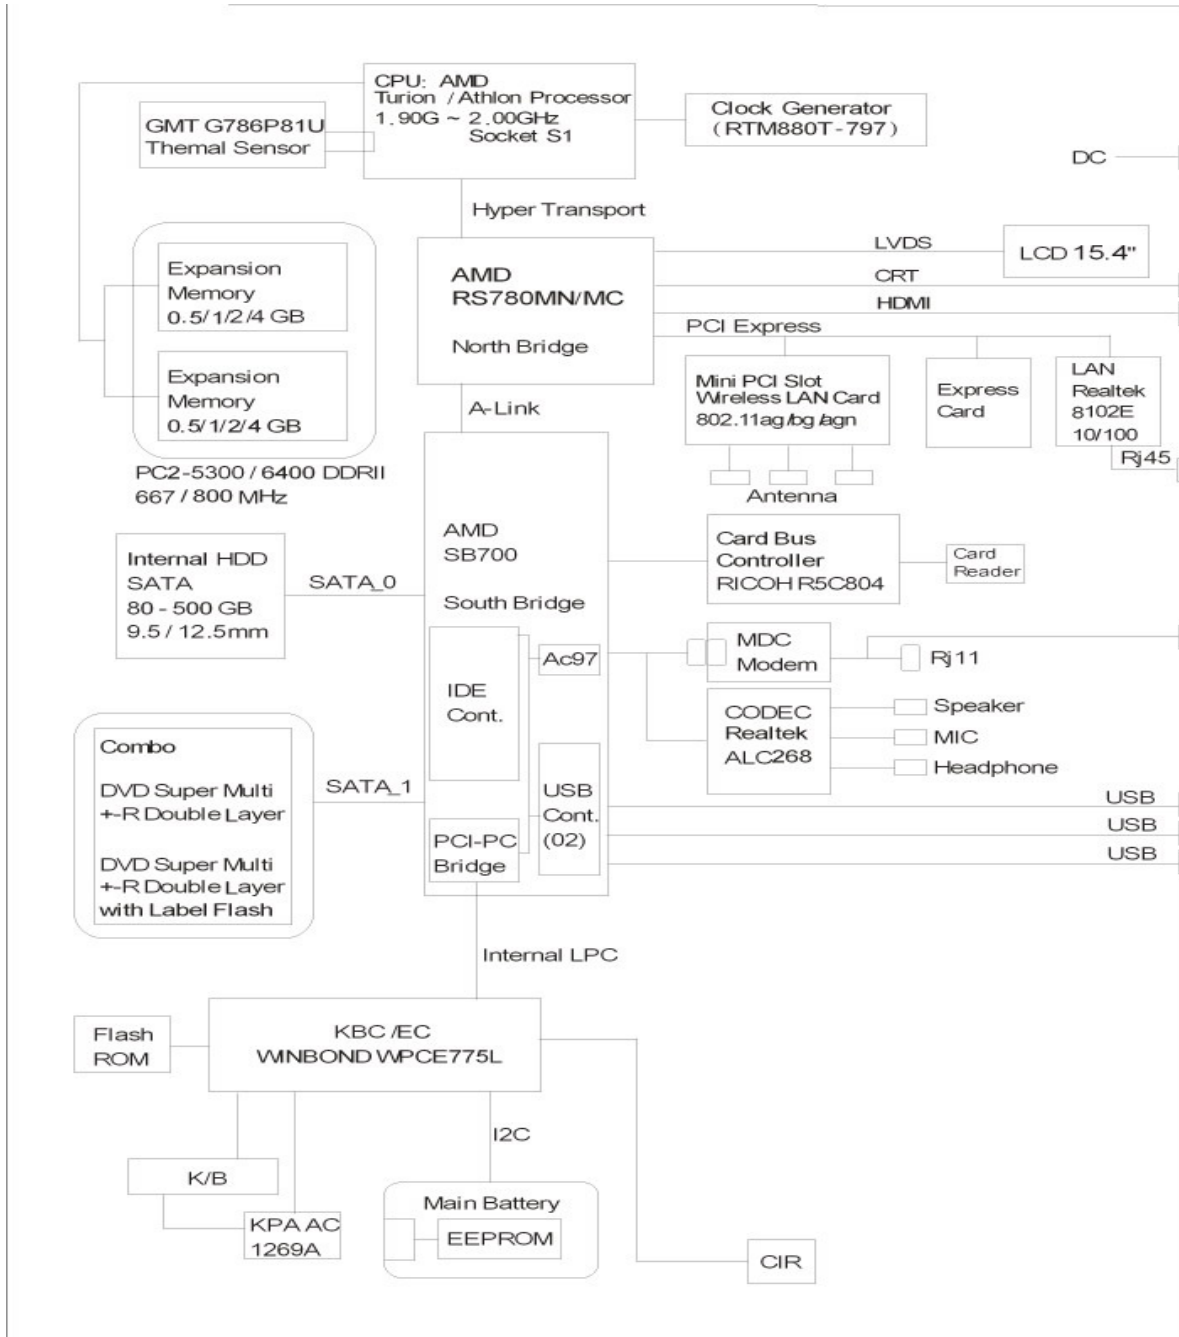 CPU: AMD
Turion / Athlon Processor
1.90G ~ 2.00GHz
Socket S1
GMT G786P81U
Themal Sensor
Clock Generator
(RTM880T-797)
DC
Hyper Transport
Expansion
Memory
0.5/1/2/4 GB
Expansion
Memory
0.5/1/2/4 GB
PC2-5300 / 6400 DDRII
667 / 800 MHz
AMD
RS780MN/MC
North Bridge
LVDS
LCD 15.4"
CRT
HDMI
PCI Express
Mini PCI Slot
Wireless LAN Card
802.11ag/bg/agn
Antenna
Express
Card
LAN
Realtek
8102E
10/100
Rj45
A-Link
AMD
SB700
South Bridge
Internal HDD
SATA
80 - 500 GB
9.5 / 12.5mm
SATA_0
Card Bus
Controller
RICOH R5C804
Card
Reader
IDE
Cont.
Ac97
MDC
Modem
Rj11
CODEC
Realtek
ALC268
Speaker
MIC
Headphone
Combo
DVD Super Multi
+-R Double Layer
DVD Super Multi
+-R Double Layer
with Label Flash
SATA_1
PCI-PC
Bridge
USB
Cont.
(02)
USB
USB
USB
Internal LPC
Flash
ROM
KBC /EC
WINBOND WPCE775L
I2C
K/B
KPA AC
1269A
Main Battery
EEPROM
CIR